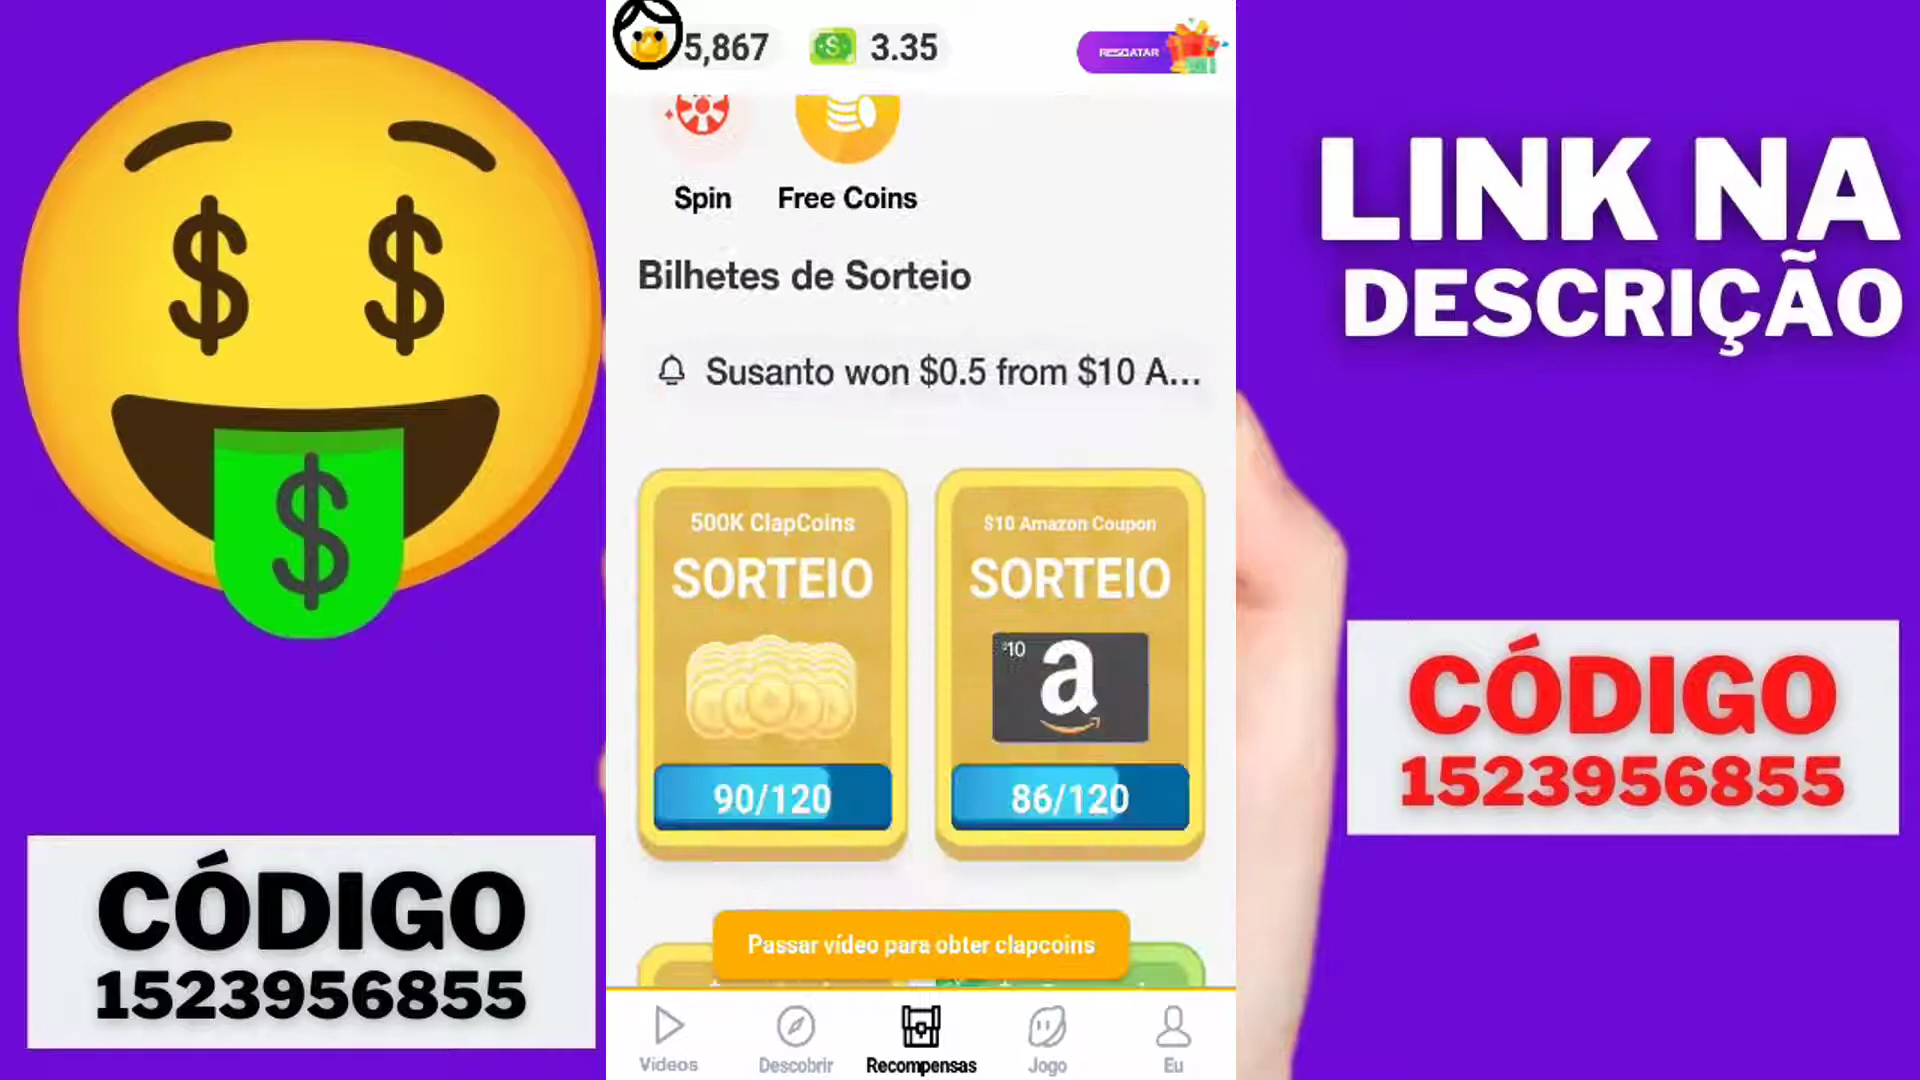 5,867
3.35
RESGATAR
Spin
Free Coins
Bilhetes de Sorteio
Susanto won $0.5 from $10 A...
500K ClapCoins
SORTEIO
90/120
$10 Amazon Coupon
SORTEIO
$10
a
86/120
Passar vídeo para obter clapcoins
Vídeos
Descobrir
Recompensas
Jogo
Eu
CÓDIGO
1523956855
LINK NA
DESCRIÇÃO
CÓDIGO
1523956855